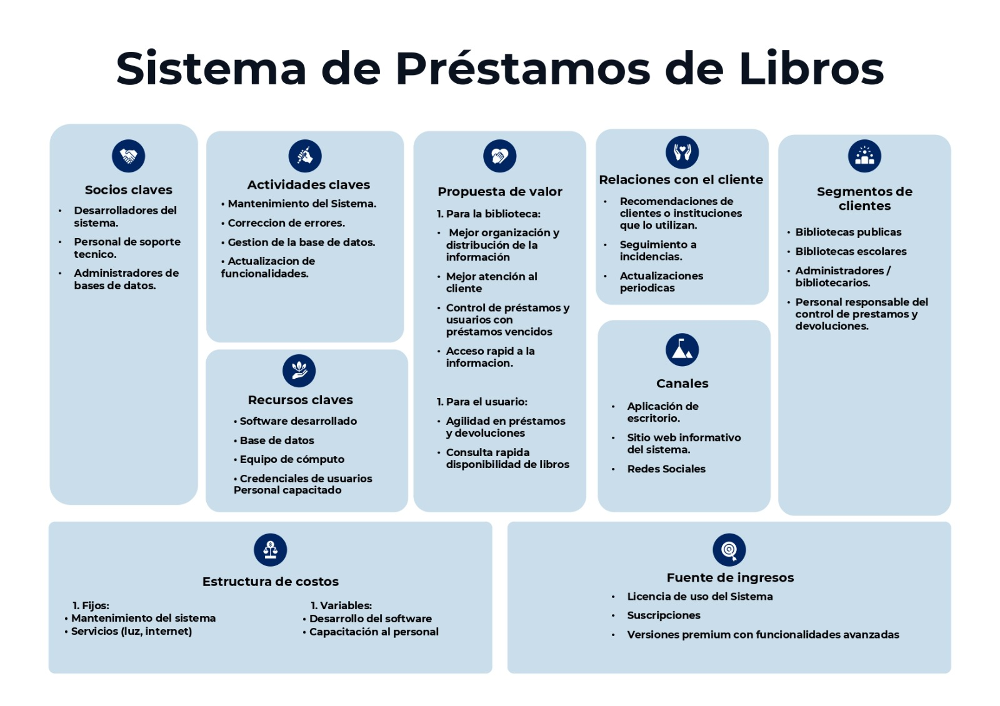 Sistema de Préstamos de Libros
Socios claves
• Desarrolladores del
sistema.
• Personal de soporte
tecnico.
• Administradores de
bases de datos.
Actividades claves
• Mantenimiento del Sistema.
• Correccion de errores.
• Gestion de la base de datos.
• Actualizacion de
funcionalidades.
Recursos claves
• Software desarrollado
• Base de datos
• Equipo de cómputo
• Credenciales de usuarios
Personal capacitado
Propuesta de valor
1. Para la biblioteca:
• Mejor organización y
distribución de la
información
• Mejor atención al
cliente
• Control de préstamos y
usuarios con
préstamos vencidos
• Acceso rapid a la
informacion.
1. Para el usuario:
• Agilidad en préstamos
y devoluciones
• Consulta rapida
disponibilidad de libros
Relaciones con el cliente
• Recomendaciones de
clientes o instituciones
que lo utilizan.
• Seguimiento a
incidencias.
• Actualizaciones
periodicas
Canales
• Aplicación de
escritorio.
• Sitio web informativo
del sistema.
• Redes Sociales
Segmentos de
clientes
• Bibliotecas publicas
• Bibliotecas escolares
• Administradores /
bibliotecarios.
• Personal responsable del
control de prestamos y
devoluciones.
Estructura de costos
1. Fijos:
• Mantenimiento del sistema
• Servicios (luz, internet)
1. Variables:
• Desarrollo del software
• Capacitación al personal
Fuente de ingresos
• Licencia de uso del Sistema
• Suscripciones
• Versiones premium con funcionalidades avanzadas